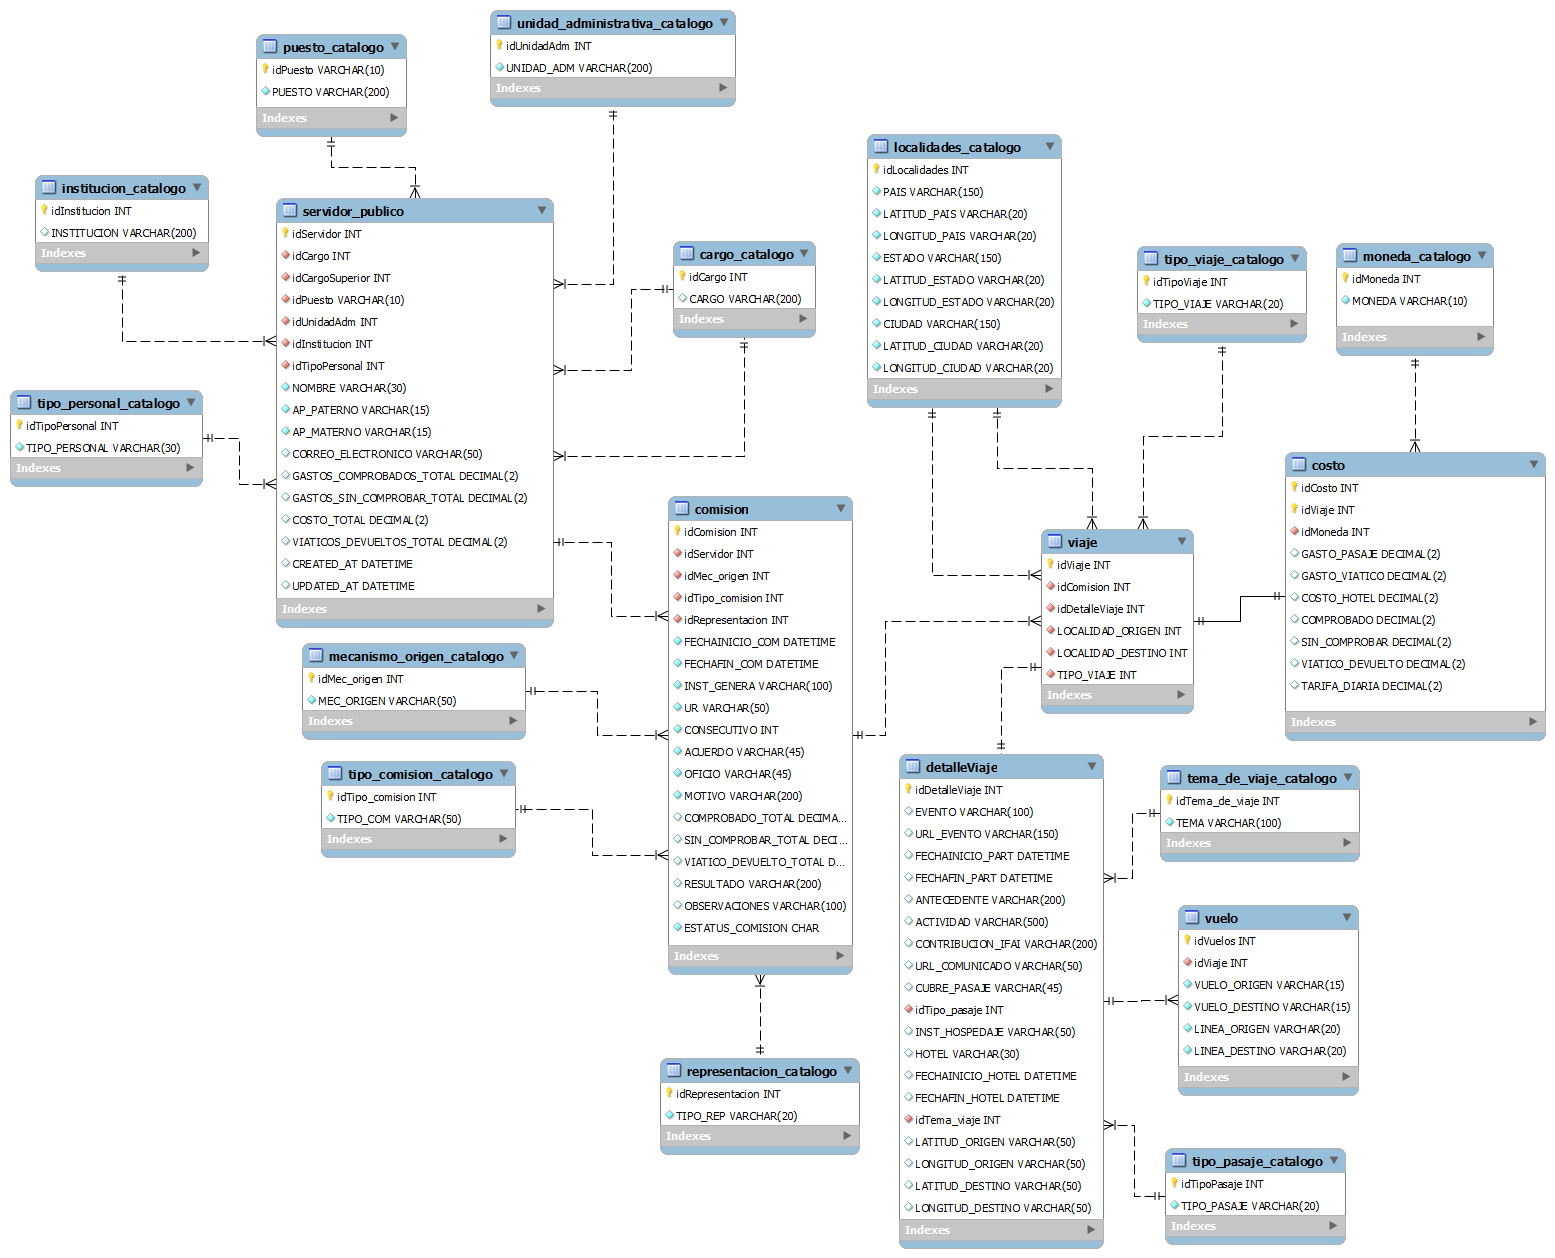 unidad_administrativa_catalogo
idUnidadAdm INT
UNIDAD_ADM VARCHAR(200)
Indexes
puesto_catalogo
idPuesto VARCHAR(10)
PUESTO VARCHAR(200)
Indexes
institucion_catalogo
idInstitucion INT
INSTITUCION VARCHAR(200)
Indexes
servidor_publico
idServidor INT
idCargo INT
idCargoSuperior INT
idPuesto VARCHAR(10)
idUnidadAdm INT
idInstitucion INT
idTipoPersonal INT
NOMBRE VARCHAR(30)
AP_PATERNO VARCHAR(15)
AP_MATERNO VARCHAR(15)
CORREO_ELECTRONICO VARCHAR(50)
GASTOS_COMPROBADOS_TOTAL DECIMAL(2)
GASTOS_SIN_COMPROBAR_TOTAL DECIMAL(2)
COSTO_TOTAL DECIMAL(2)
VIATICOS_DEVUELTOS_TOTAL DECIMAL(2)
CREATED_AT DATETIME
UPDATED_AT DATETIME
Indexes
cargo_catalogo
idCargo INT
CARGO VARCHAR(200)
Indexes
tipo_personal_catalogo
idTipoPersonal INT
TIPO_PERSONAL VARCHAR(30)
Indexes
localidades_catalogo
idLocalidades INT
PAIS VARCHAR(150)
LATITUD_PAIS VARCHAR(20)
LONGITUD_PAIS VARCHAR(20)
ESTADO VARCHAR(150)
LATITUD_ESTADO VARCHAR(20)
LONGITUD_ESTADO VARCHAR(20)
CIUDAD VARCHAR(150)
LATITUD_CIUDAD VARCHAR(20)
LONGITUD_CIUDAD VARCHAR(20)
Indexes
tipo_viaje_catalogo
idTipoViaje INT
TIPO_VIAJE VARCHAR(20)
Indexes
moneda_catalogo
idMoneda INT
MONEDA VARCHAR(10)
Indexes
costo
idCosto INT
idViaje INT
idMoneda INT
GASTO_PASAJE DECIMAL(2)
GASTO_VIATICO DECIMAL(2)
COSTO_HOTEL DECIMAL(2)
COMPROBADO DECIMAL(2)
SIN_COMPROBAR DECIMAL(2)
VIATICO_DEVUELTO DECIMAL(2)
TARIFA_DIARIA DECIMAL(2)
Indexes
comision
idComision INT
idServidor INT
idMec_origen INT
idTipo_comision INT
idRepresentacion INT
FECHAINICIO_COM DATETIME
FECHAFIN_COM DATETIME
INST_GENERA VARCHAR(100)
UR VARCHAR(50)
CONSECUTIVO INT
ACUERDO VARCHAR(45)
OFICIO VARCHAR(45)
MOTIVO VARCHAR(200)
COMPROBADO_TOTAL DECIMA...
SIN_COMPROBAR_TOTAL DECI...
VIATICO_DEVUELTO_TOTAL D...
RESULTADO VARCHAR(200)
OBSERVACIONES VARCHAR(100)
ESTATUS_COMISION CHAR
Indexes
viaje
idViaje INT
idComision INT
idDetalleViaje INT
LOCALIDAD_ORIGEN INT
LOCALIDAD_DESTINO INT
TIPO_VIAJE INT
Indexes
mecanismo_origen_catalogo
idMec_origen INT
MEC_ORIGEN VARCHAR(50)
Indexes
tipo_comision_catalogo
idTipo_comision INT
TIPO_COM VARCHAR(50)
Indexes
representacion_catalogo
idRepresentacion INT
TIPO_REP VARCHAR(20)
Indexes
detalleViaje
idDetalleViaje INT
EVENTO VARCHAR(100)
URL_EVENTO VARCHAR(150)
FECHAINICIO_PART DATETIME
FECHAFIN_PART DATETIME
ANTECEDENTE VARCHAR(200)
ACTIVIDAD VARCHAR(500)
CONTRIBUCION_IFAI VARCHAR(200)
URL_COMUNICADO VARCHAR(50)
CUBRE_PASAJE VARCHAR(45)
idTipo_pasaje INT
INST_HOSPEDAJE VARCHAR(50)
HOTEL VARCHAR(30)
FECHAINICIO_HOTEL DATETIME
FECHAFIN_HOTEL DATETIME
idTema_viaje INT
LATITUD_ORIGEN VARCHAR(50)
LONGITUD_ORIGEN VARCHAR(50)
LATITUD_DESTINO VARCHAR(50)
LONGITUD_DESTINO VARCHAR(50)
Indexes
tema_de_viaje_catalogo
idTema_de_viaje INT
TEMA VARCHAR(100)
Indexes
vuelo
idVuelos INT
idViaje INT
VUELO_ORIGEN VARCHAR(15)
VUELO_DESTINO VARCHAR(15)
LINEA_ORIGEN VARCHAR(20)
LINEA_DESTINO VARCHAR(20)
Indexes
tipo_pasaje_catalogo
idTipoPasaje INT
TIPO_PASAJE VARCHAR(20)
Indexes